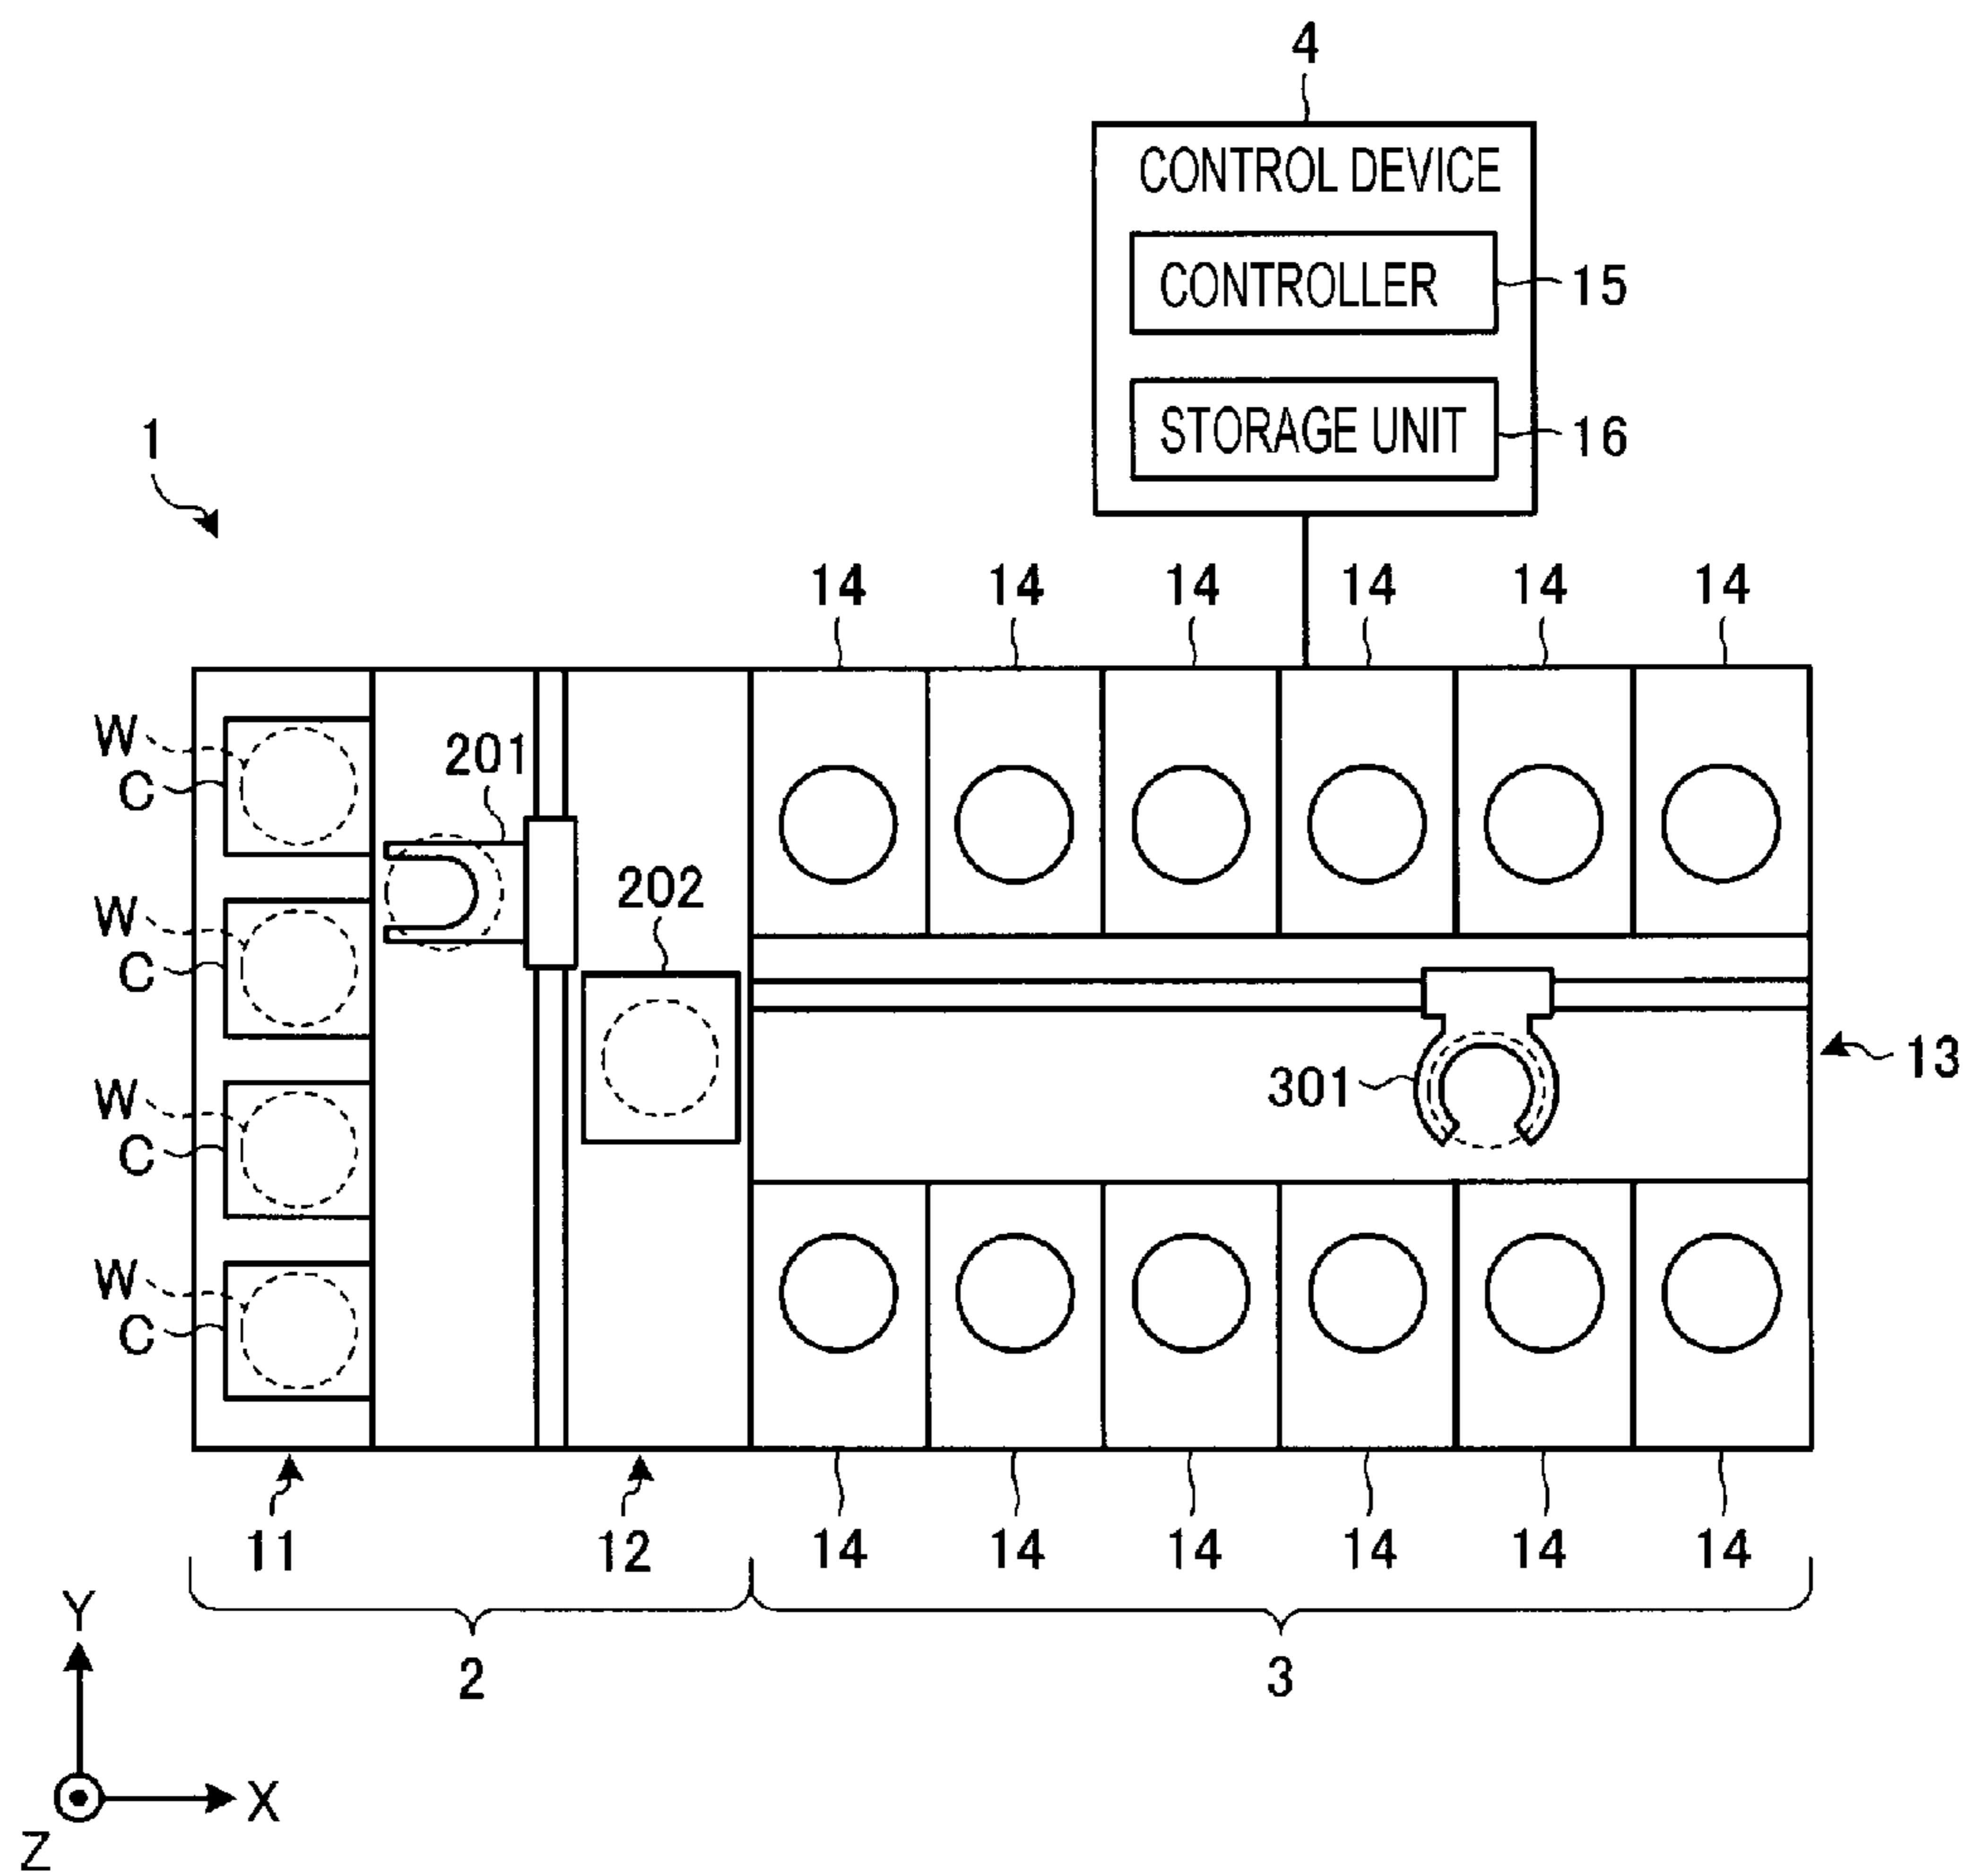 4
CONTROL DEVICE
CONTROLLER 15
STORAGE UNIT 16
1
14 14 14 14 14 14
W
C
201
202
W
C
W
C
301
13
W
C
11 12 14 14 14 14 14 14
2 3
Y
X
Z